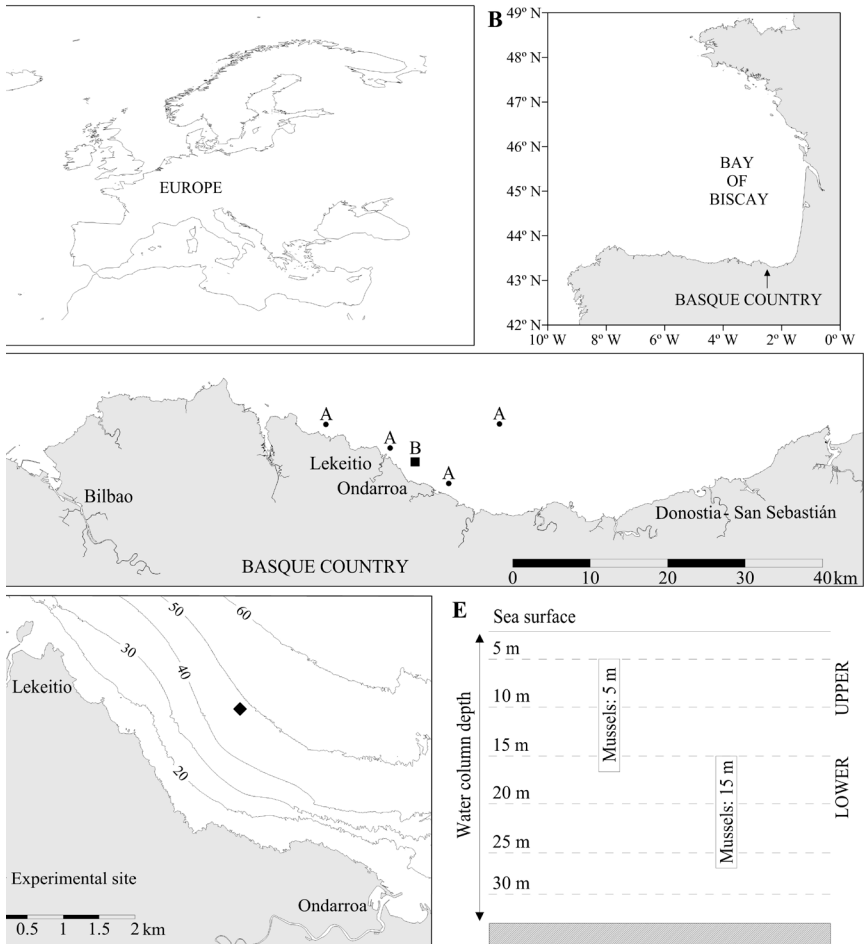 EUROPE
B
49º N
48º N
47º N
46º N
45º N
44º N
43º N
42º N
10º W
8º W
6º W
4º W
2º W
0º W
BAY
OF
BISCAY
BASQUE COUNTRY
A
A
A
B
A
Lekeitio
Ondarroa
Bilbao
Donostia- San Sebastián
BASQUE COUNTRY
0 10 20 30 40 km
50
60
30
40
20
Lekeitio
Experimental site
Ondarroa
0.5 1 1.5 2 km
E
Sea surface
Water column depth
5 m
10 m
15 m
20 m
25 m
30 m
Mussels: 5 m
Mussels: 15 m
UPPER
LOWER